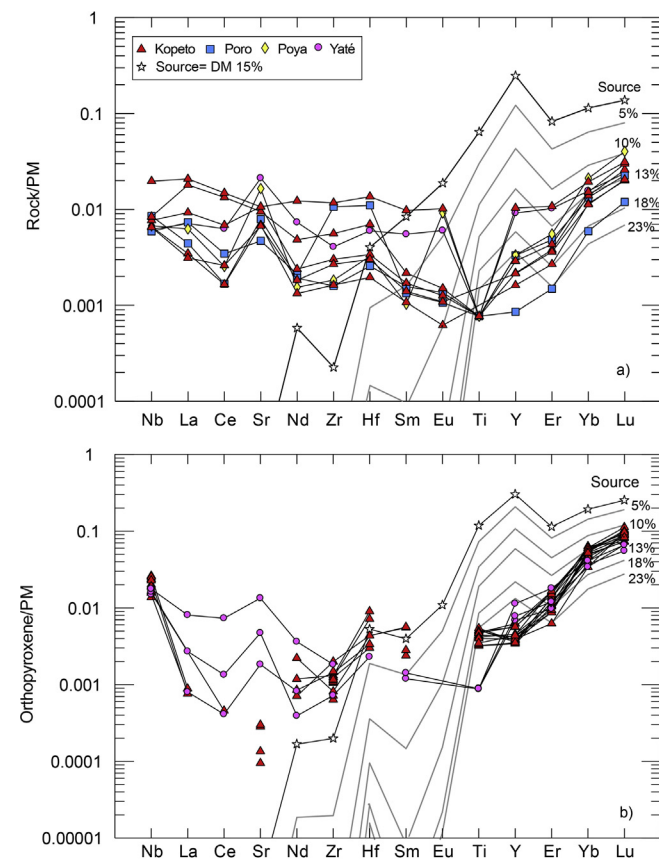 1
Kopeto Poro Poya Yaté
Source= DM 15%
0.1
Source
5%
10%
0.01
13%
18%
23%
0.001
Rock/PM
a)
0.0001
Nb La Ce Sr Nd Zr Hf Sm Eu Ti Y Er Yb Lu
1
Source
5%
0.1
10%
13%
18%
0.01
23%
0.001
Orthopyroxene/PM
0.0001
b)
0.00001
Nb La Ce Sr Nd Zr Hf Sm Eu Ti Y Er Yb Lu